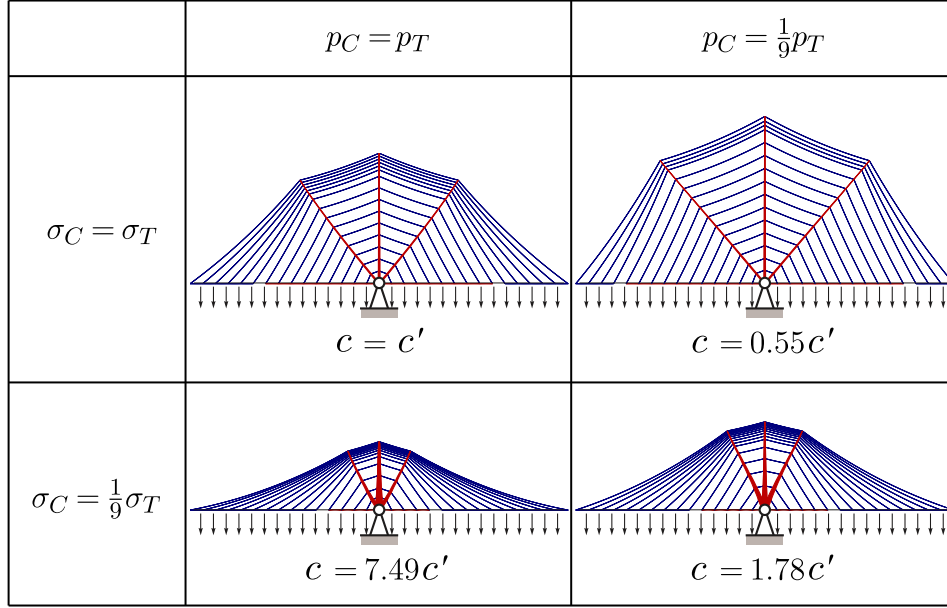 p_C = p_T
p_C = 1/9 p_T
σ_C = σ_T
c = c′
c = 0.55c′
σ_C = 1/9 σ_T
c = 7.49c′
c = 1.78c′